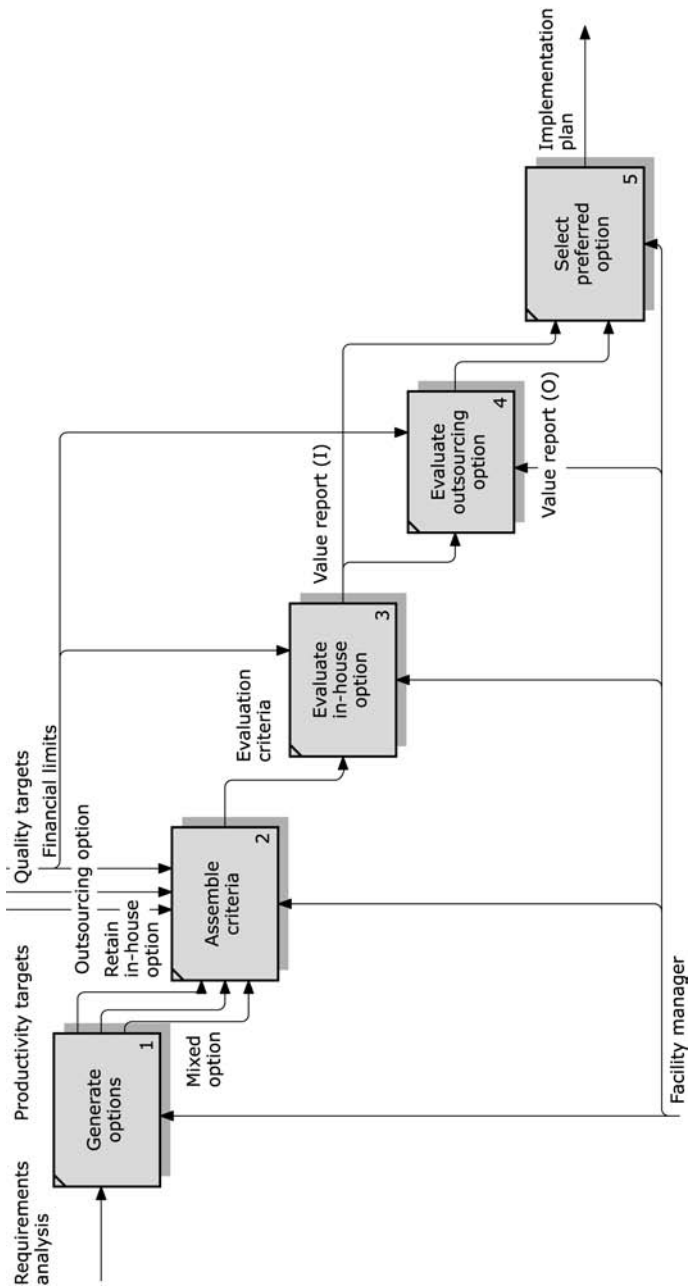 Requirements
analysis
Productivity targets
Quality targets
Financial limits
Generate
options
1
Outsourcing option
Retain
in-house
option
Mixed
option
Assemble
criteria
2
Evaluation
criteria
Evaluate
in-house
option
3
Value report (I)
Evaluate
outsourcing
option
4
Value report (O)
Select
preferred
option
5
Implementation
plan
Facility manager